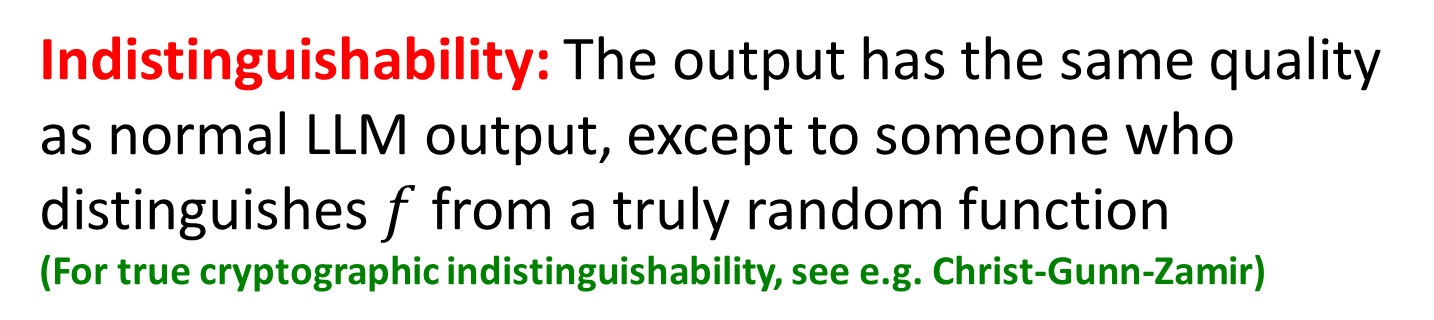 Indistinguishability: The output has the same quality
as normal LLM output, except to someone who
distinguishes f from a truly random function
(For true cryptographic indistinguishability, see e.g. Christ-Gunn-Zamir)